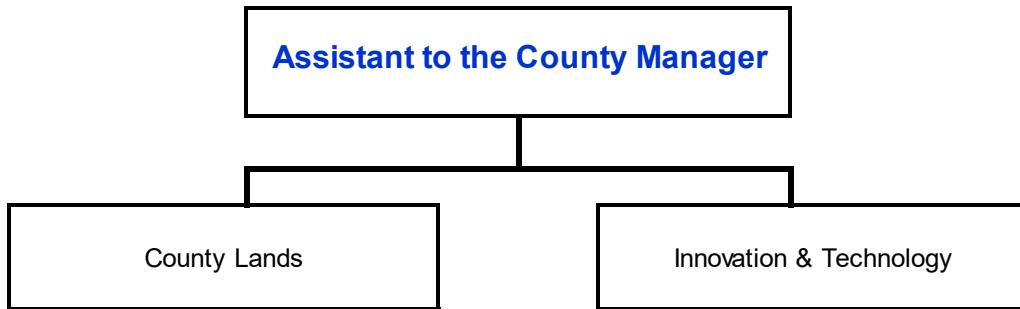 Assistant to the County Manager
County Lands
Innovation & Technology